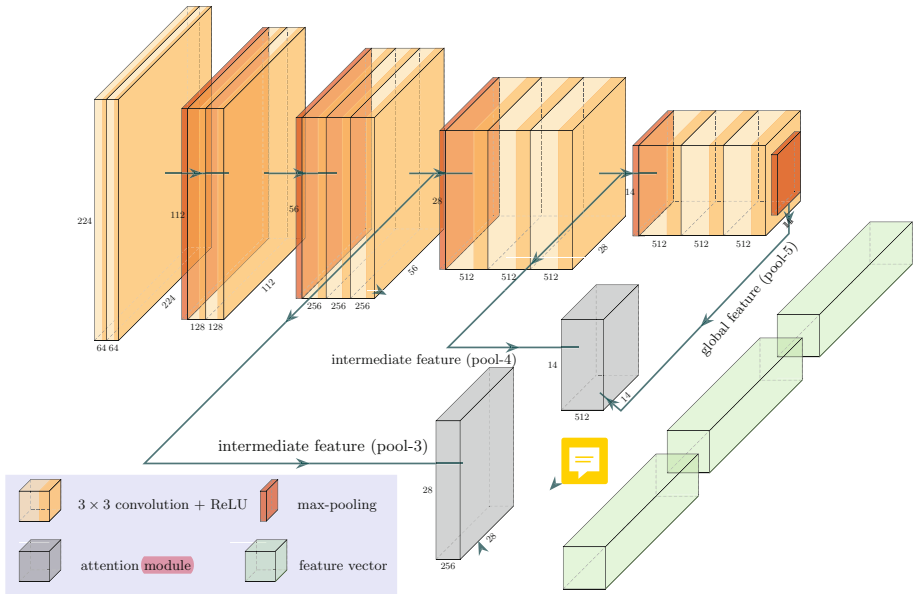 224
64 64
112
224
128 128
56
112
256 256 256
28
56
512 512 512
28
14
512 512 512
14
global feature (pool-5)
intermediate feature (pool-4)
14
512
14
intermediate feature (pool-3)
28
256
28
3 × 3 convolution + ReLU
max-pooling
attention module
feature vector